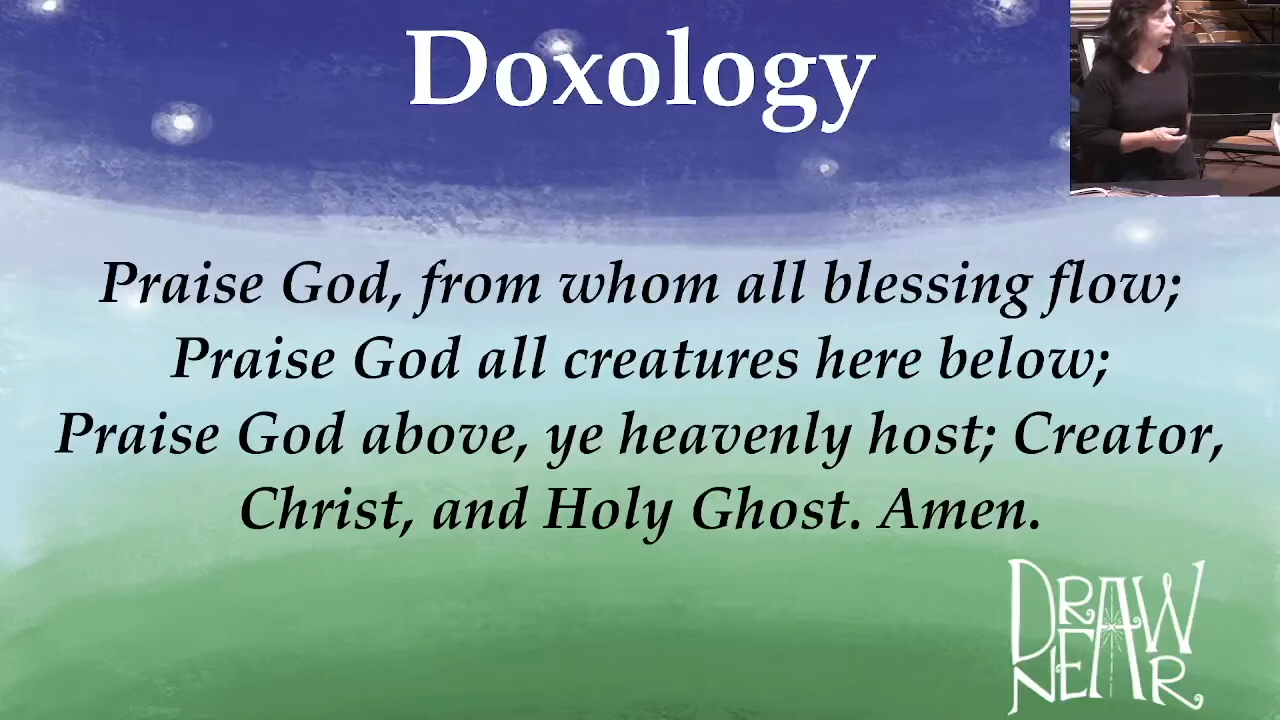 Doxology
Praise God, from whom all blessing flow;
Praise God all creatures here below;
Praise God above, ye heavenly host; Creator,
Christ, and Holy Ghost. Amen.
DRAW
NEAR